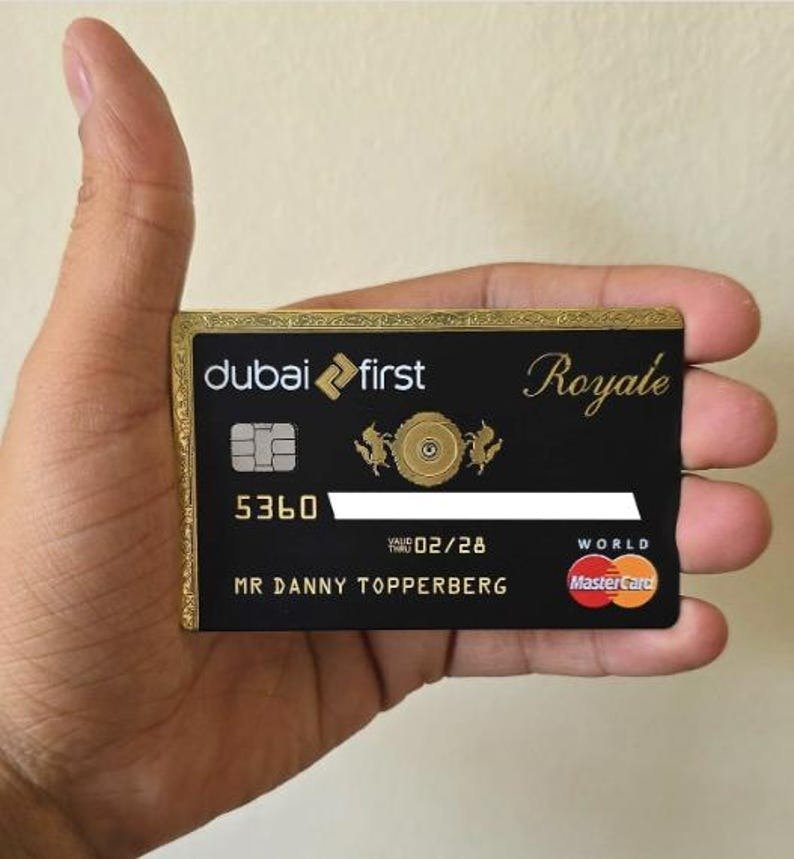 dubai first
Royale
5360
VALID THRU 02/28
WORLD
MR DANNY TOPPERBERG
MasterCard